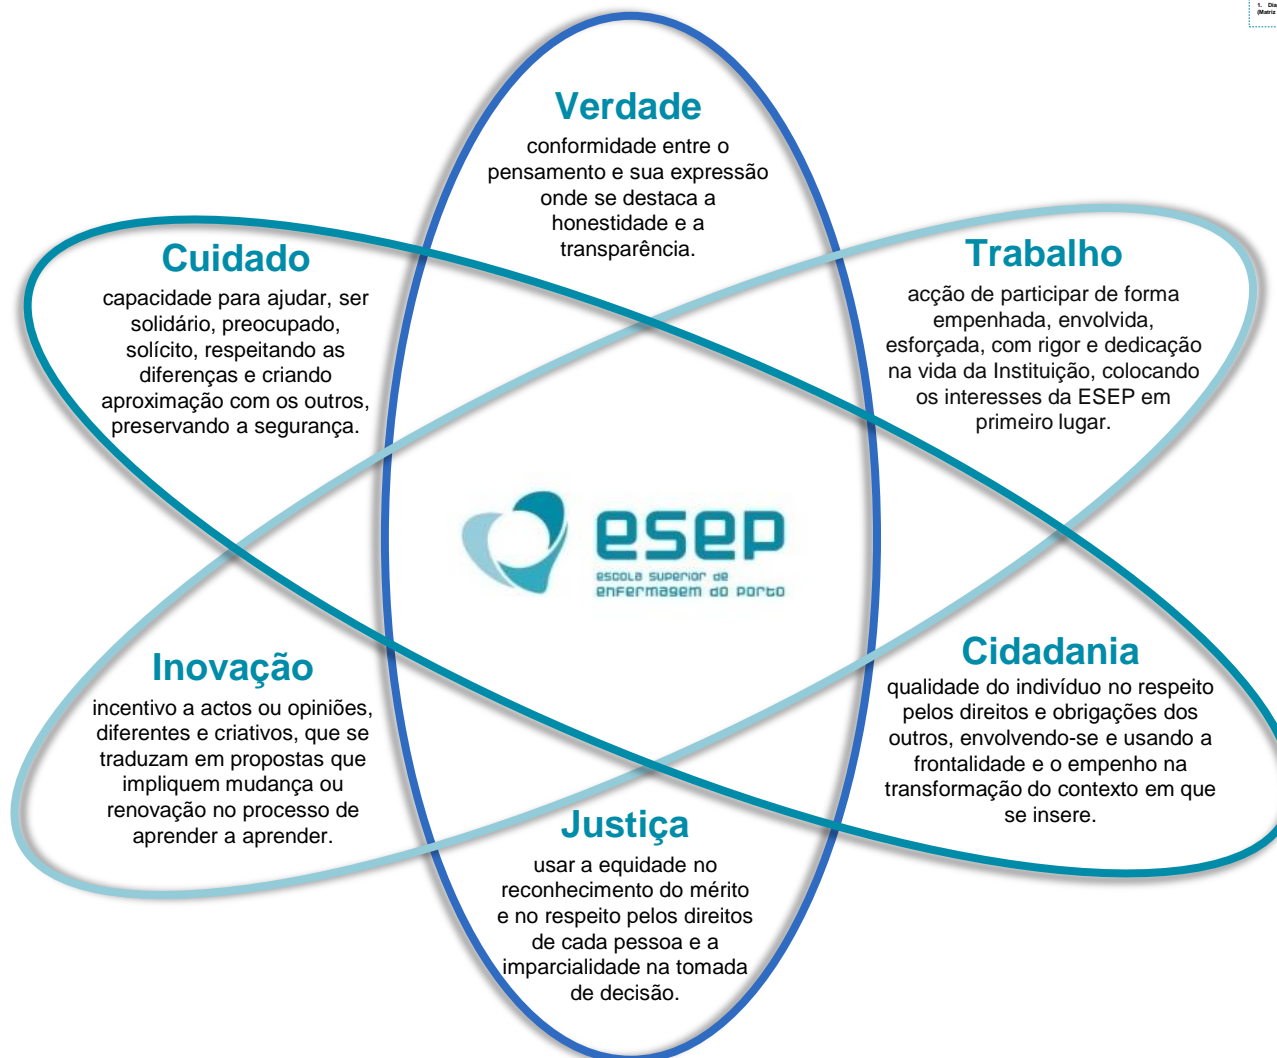 1. Dia
(Matriz
Verdade
conformidade entre o
pensamento e sua expressão
onde se destaca a
honestidade e a
transparência.
Cuidado
capacidade para ajudar, ser
solidário, preocupado,
solícito, respeitando as
diferenças e criando
aproximação com os outros,
preservando a segurança.
Trabalho
acção de participar de forma
empenhada, envolvida,
esforçada, com rigor e dedicação
na vida da Instituição, colocando
os interesses da ESEP em
primeiro lugar.
esep
escola superior de
enfermagem do porto
Inovação
incentivo a actos ou opiniões,
diferentes e criativos, que se
traduzam em propostas que
impliquem mudança ou
renovação no processo de
aprender a aprender.
Cidadania
qualidade do indivíduo no respeito
pelos direitos e obrigações dos
outros, envolvendo-se e usando a
frontalidade e o empenho na
transformação do contexto em que
se insere.
Justiça
usar a equidade no
reconhecimento do mérito
e no respeito pelos direitos
de cada pessoa e a
imparcialidade na tomada
de decisão.